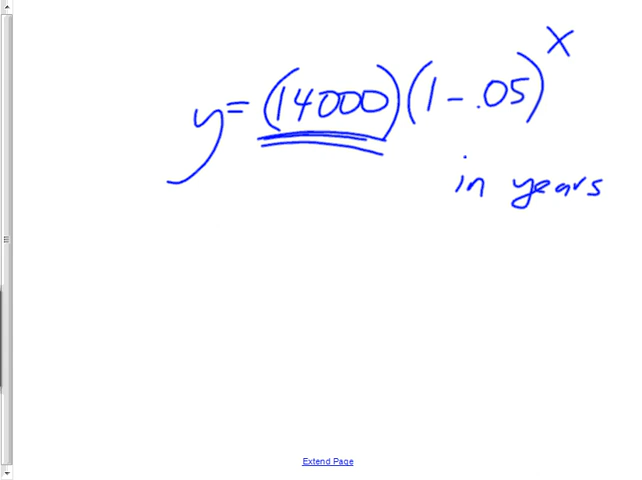 y = (14000)(1 - .05)^x
in years
Extend Page